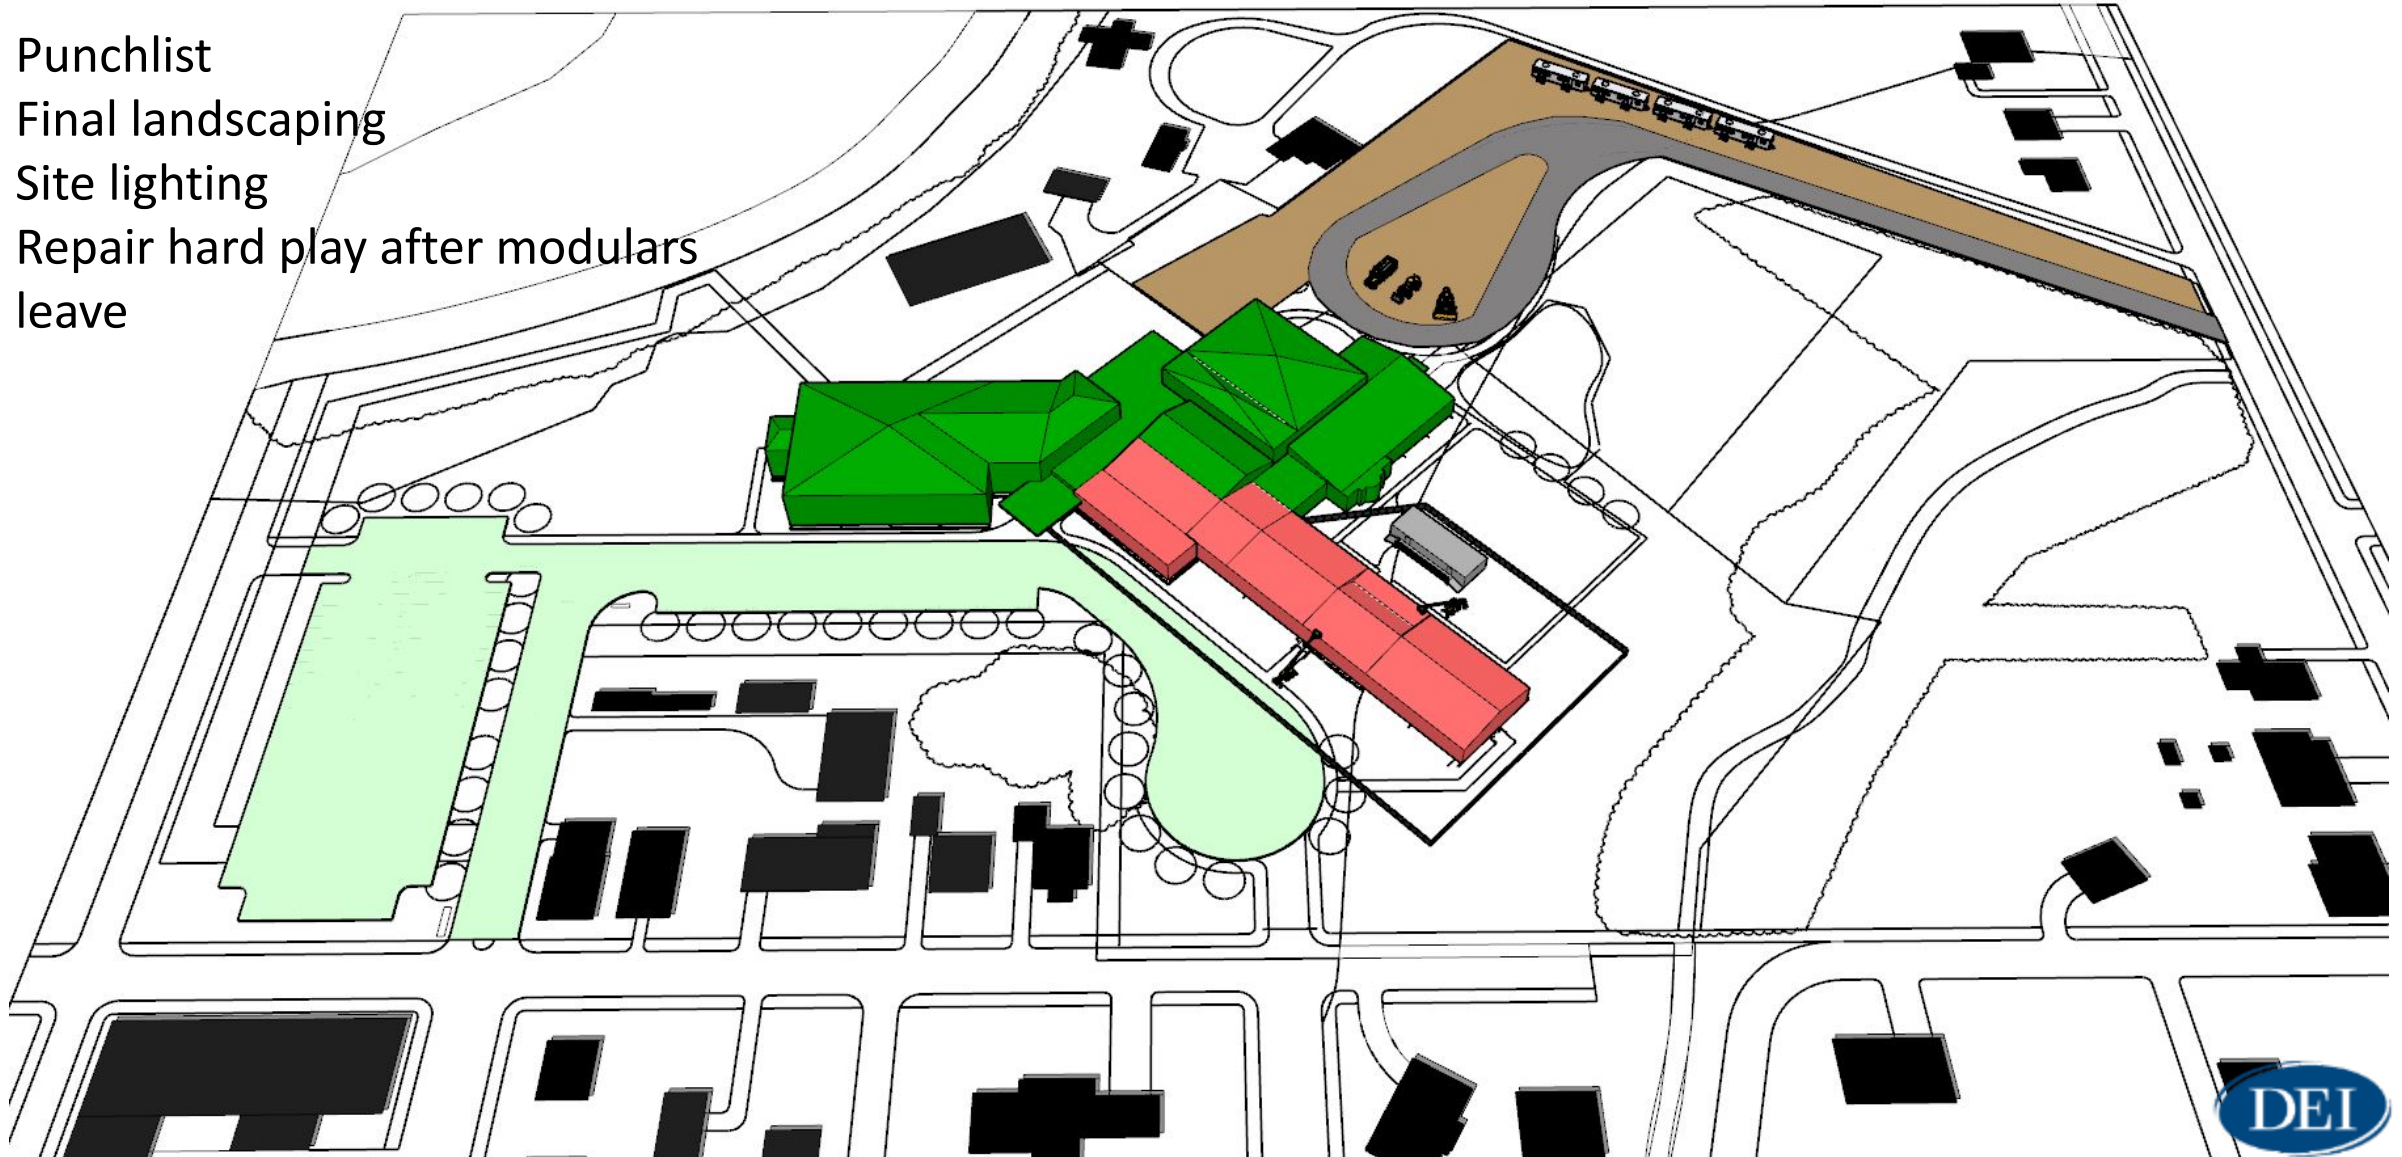 Punchlist
Final landscaping
Site lighting
Repair hard play after modulars
leave
DEI